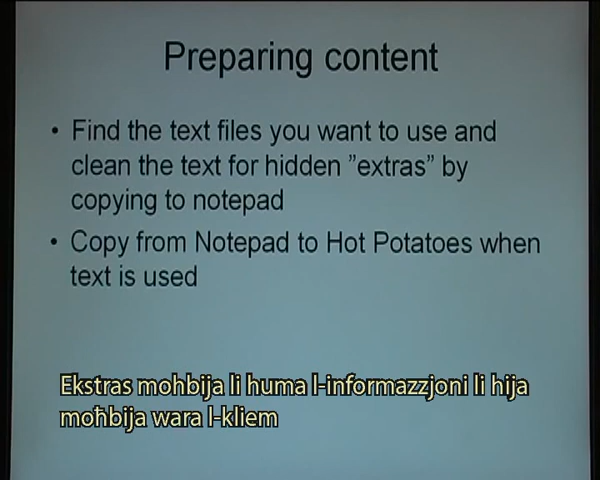 Preparing content
• Find the text files you want to use and
clean the text for hidden ”extras” by
copying to notepad
• Copy from Notepad to Hot Potatoes when
text is used
Ekstras mohbija li huma l-informazzjoni li hija
moħbija wara l-kliem